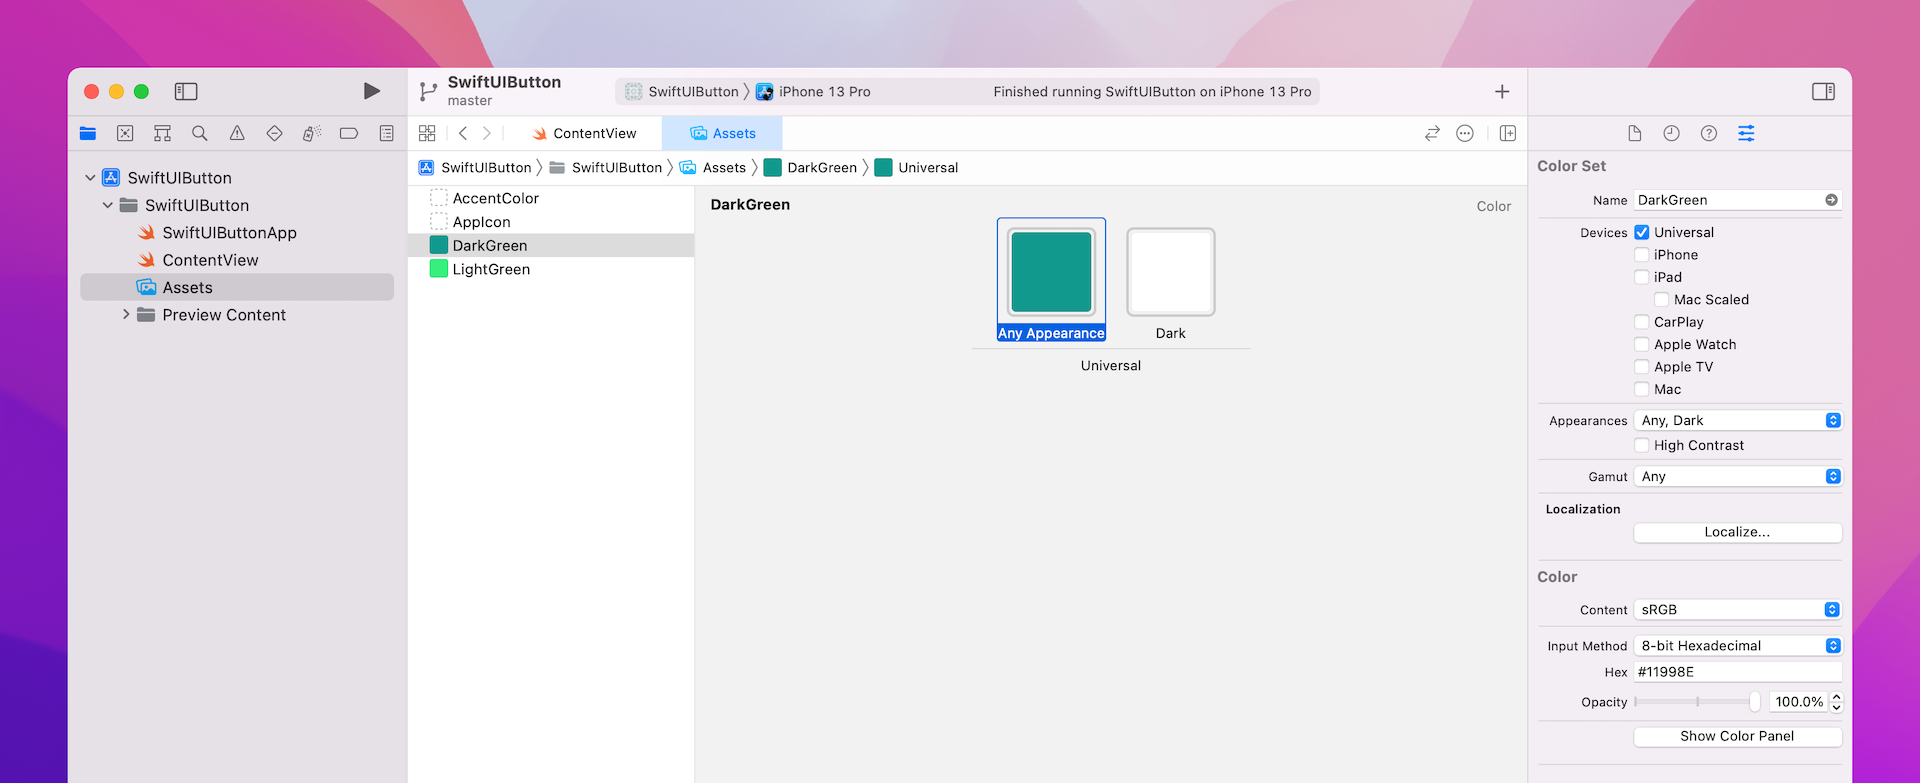 SwiftUIButton
master
SwiftUIButton
iPhone 13 Pro
Finished running SwiftUIButton on iPhone 13 Pro
ContentView
Assets
SwiftUIButton
SwiftUIButton
Assets
DarkGreen
Universal
SwiftUIButton
SwiftUIButton
SwiftUIButtonApp
ContentView
Assets
Preview Content
AccentColor
AppIcon
DarkGreen
LightGreen
DarkGreen
Color
Any Appearance
Dark
Universal
Color Set
Name DarkGreen
Devices Universal
iPhone
iPad
Mac Scaled
CarPlay
Apple Watch
Apple TV
Mac
Appearances Any, Dark
High Contrast
Gamut Any
Localization
Localize...
Color
Content sRGB
Input Method 8-bit Hexadecimal
Hex #11998E
Opacity 100.0%
Show Color Panel